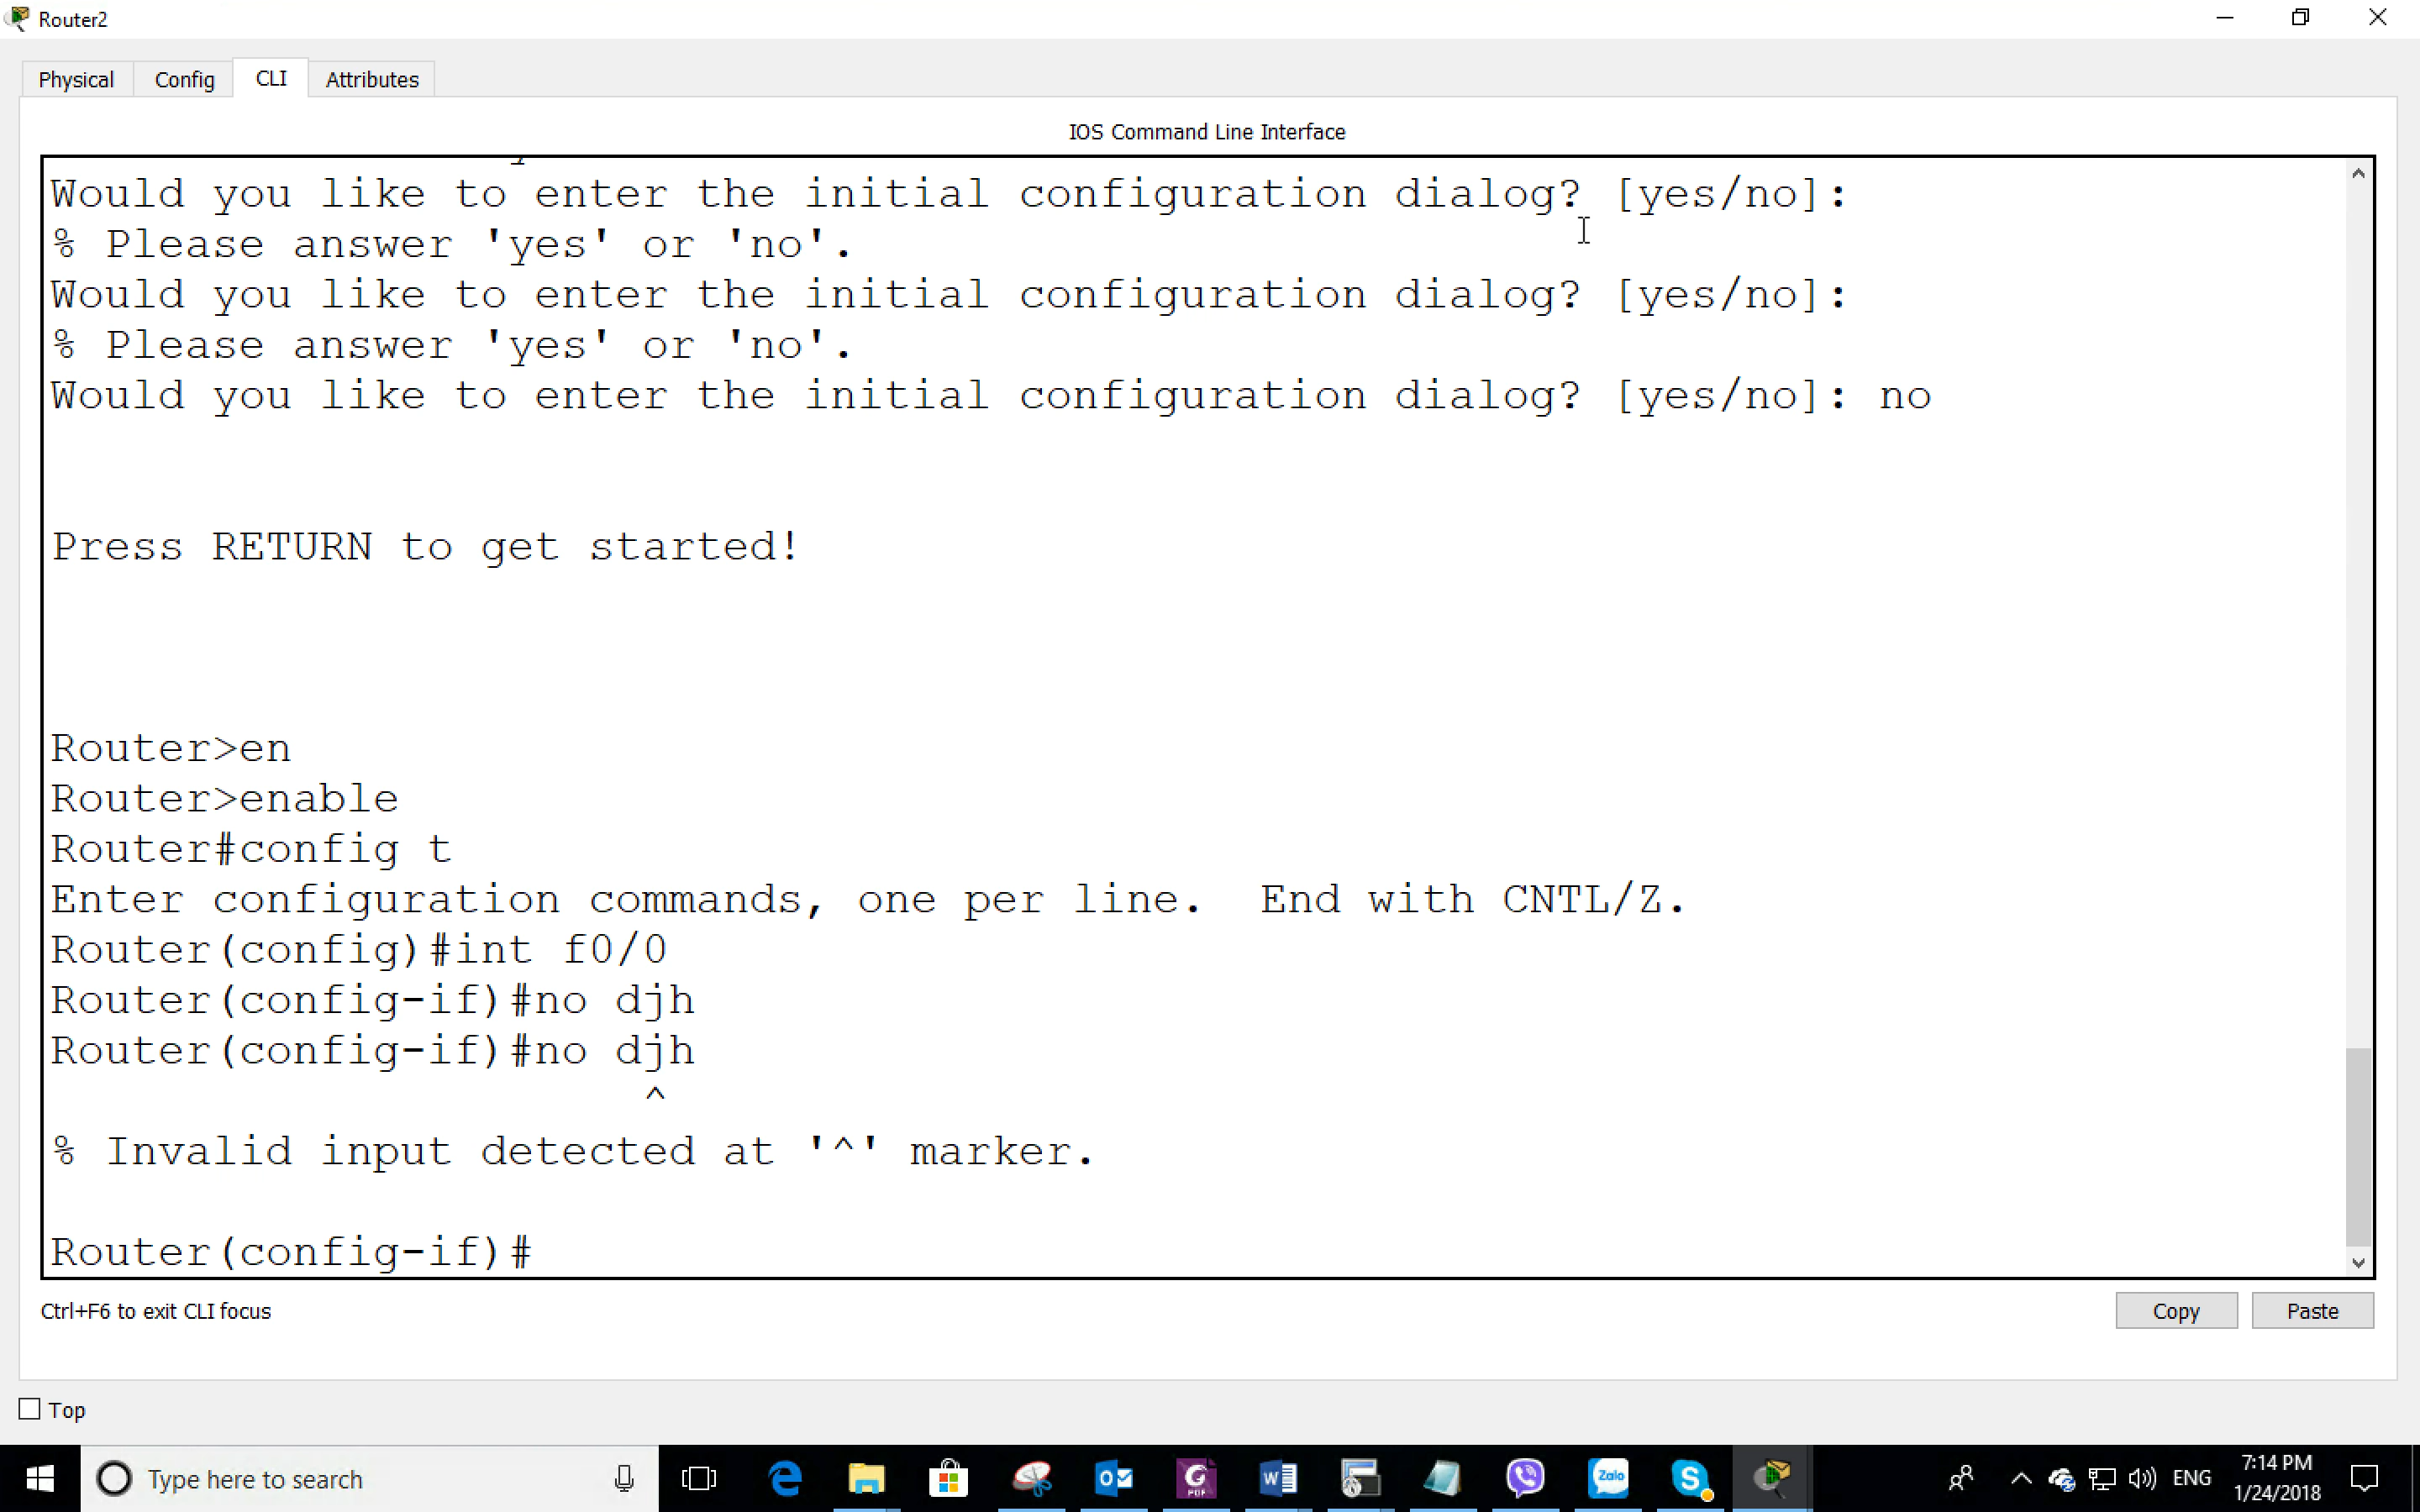 Router2
Physical
Config
CLI
Attributes
IOS Command Line Interface
Would you like to enter the initial configuration dialog? [yes/no]:
% Please answer 'yes' or 'no'.
Would you like to enter the initial configuration dialog? [yes/no]:
% Please answer 'yes' or 'no'.
Would you like to enter the initial configuration dialog? [yes/no]: no
Press RETURN to get started!
Router>en
Router>enable
Router#config t
Enter configuration commands, one per line.  End with CNTL/Z.
Router(config)#int f0/0
Router(config-if)#no djh
Router(config-if)#no djh
^
% Invalid input detected at '^' marker.
Router(config-if)#
Ctrl+F6 to exit CLI focus
Copy
Paste
Top
Type here to search
G
PDF
Zalo
ENG
7:14 PM
1/24/2018